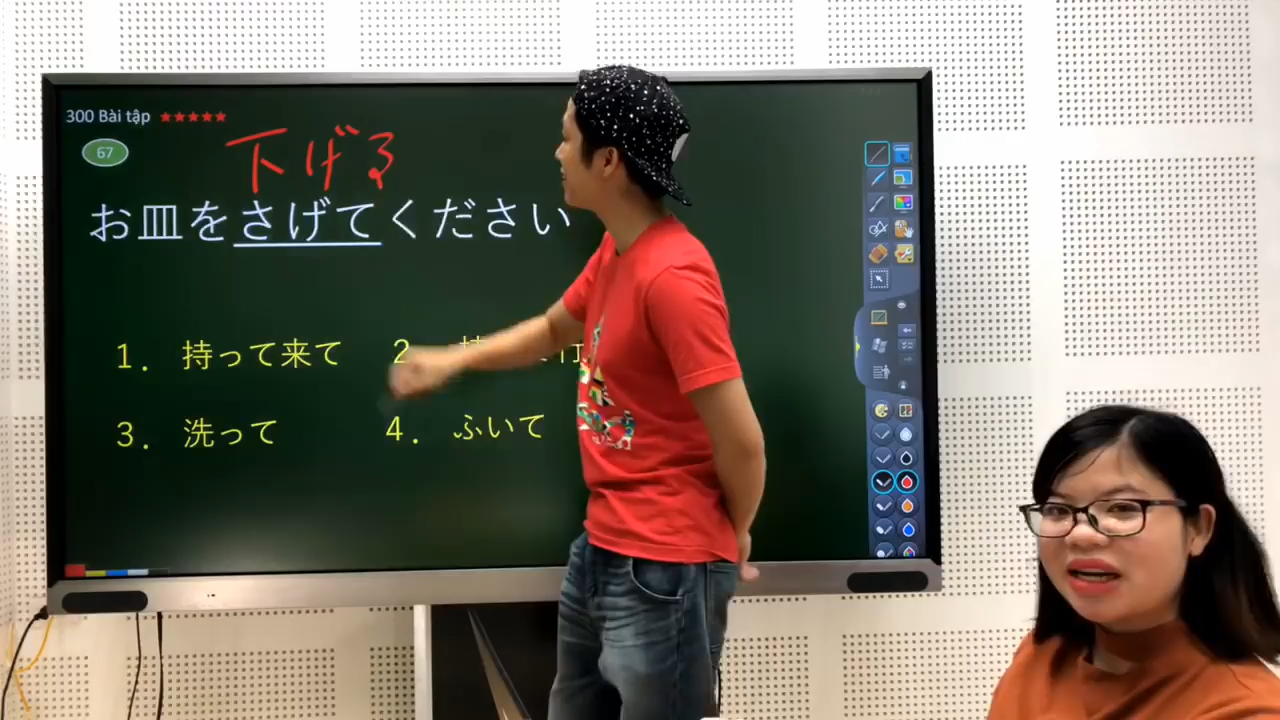 300 Bài tập ★★★★★
67
下げる
お皿をさげてください
1. 持って来て
2.
3. 洗って
4. ふいて